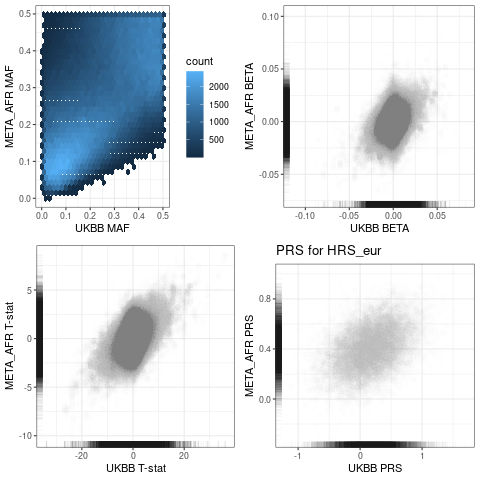 0.5
0.4
0.3
0.2
0.1
0.0
META_AFR MAF
0.0 0.1 0.2 0.3 0.4 0.5
UKBB MAF
count
2000
1500
1000
500
0.10
0.05
0.00
-0.05
META_AFR BETA
-0.10 -0.05 0.00 0.05
UKBB BETA
5
0
-5
-10
META_AFR T-stat
-20 0 20
UKBB T-stat
PRS for HRS_eur
0.8
0.4
0.0
META_AFR PRS
-1 0 1
UKBB PRS